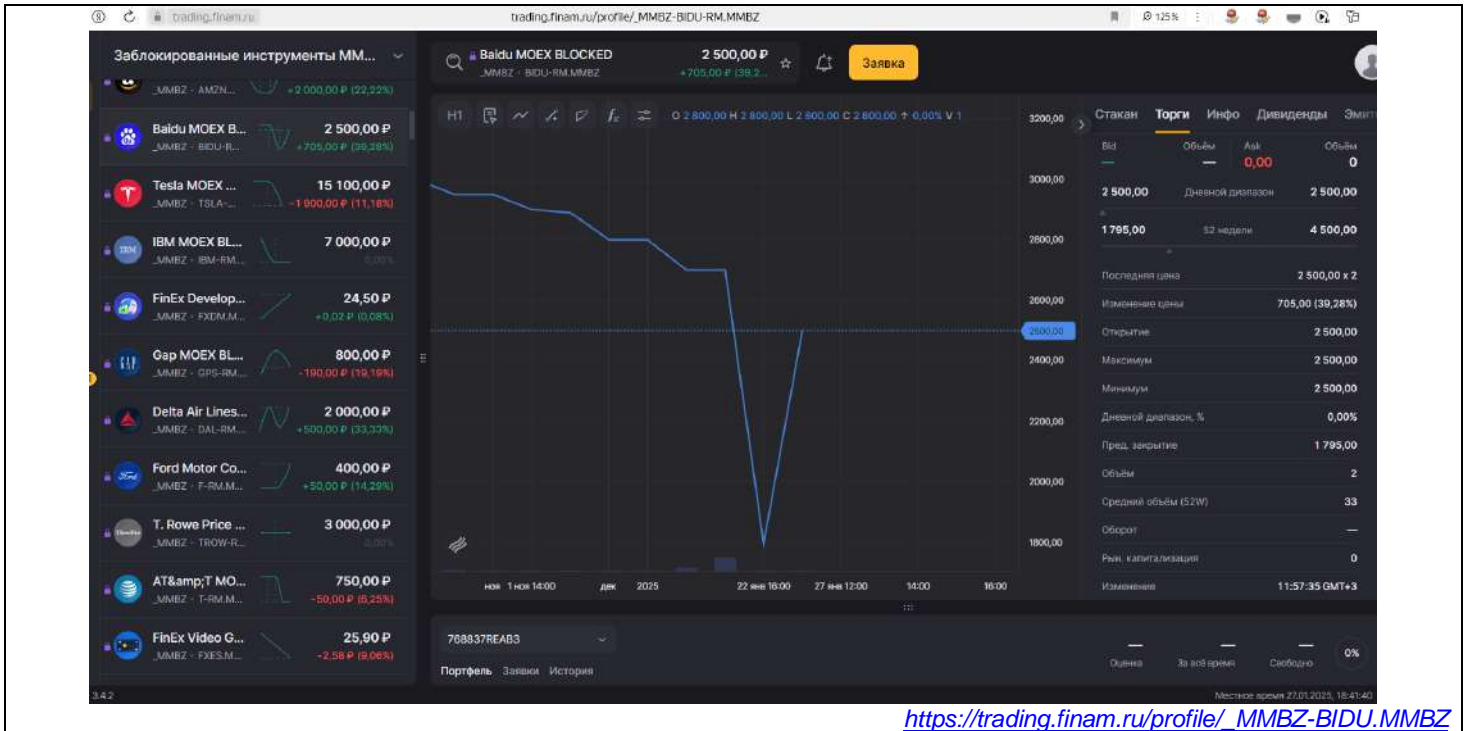 trading.finam.ru
trading.finam.ru/profile/_MMBZ-BIDU-RM.MMBZ
125%
Заблокированные инструменты MM...
_MMBZ - AMZN...
+2 000,00 ₽ (22,22%)
Baidu MOEX B...
2 500,00 ₽
_MMBZ - BIDU-R...
+705,00 ₽ (39,28%)
Tesla MOEX ...
15 100,00 ₽
_MMBZ - TSLA-...
-1 900,00 ₽ (11,18%)
IBM MOEX BL...
7 000,00 ₽
_MMBZ - IBM-RM...
0,00%
FinEx Develop...
24,50 ₽
_MMBZ - FXDM.M...
+0,02 ₽ (0,08%)
Gap MOEX BL...
800,00 ₽
_MMBZ - GPS-RM...
-190,00 ₽ (19,19%)
Delta Air Lines...
2 000,00 ₽
_MMBZ - DAL-RM...
+500,00 ₽ (33,33%)
Ford Motor Co...
400,00 ₽
_MMBZ - F-RM.M...
+50,00 ₽ (14,29%)
T. Rowe Price ...
3 000,00 ₽
_MMBZ - TROW-R...
0,00%
AT&amp;T MO...
750,00 ₽
_MMBZ - T-RM.M...
-50,00 ₽ (6,25%)
FinEx Video G...
25,90 ₽
_MMBZ - FXES.M...
-2,58 ₽ (9,06%)
3.4.2
Baidu MOEX BLOCKED
2 500,00 ₽
_MMBZ - BIDU-RM.MMBZ
+705,00 ₽ (39,2...
Заявка
H1
O 2 800,00 H 2 800,00 L 2 800,00 C 2 800,00 ↑ 0,00% V 1
3200,00
3000,00
2800,00
2600,00
2500,00
2400,00
2200,00
2000,00
1800,00
ноя 1 ноя 14:00 дек 2025 22 янв 16:00 27 янв 12:00 14:00 16:00
768837REAB3
Портфель Заявки История
Стакан Торги Инфо Дивиденды Эмит
Bid Объём Ask Объём
— — 0,00 0
2 500,00 Дневной диапазон 2 500,00
1 795,00 52 недели 4 500,00
Последняя цена 2 500,00 x 2
Изменение цены 705,00 (39,28%)
Открытие 2 500,00
Максимум 2 500,00
Минимум 2 500,00
Дневной диапазон, % 0,00%
Пред. закрытие 1 795,00
Объём 2
Средний объём (52W) 33
Оборот —
Рын. капитализация 0
Изменение 11:57:35 GMT+3
— — — 0%
Оценка За всё время Свободно
Местное время 27.01.2025, 18:41:40
https://trading.finam.ru/profile/_MMBZ-BIDU.MMBZ